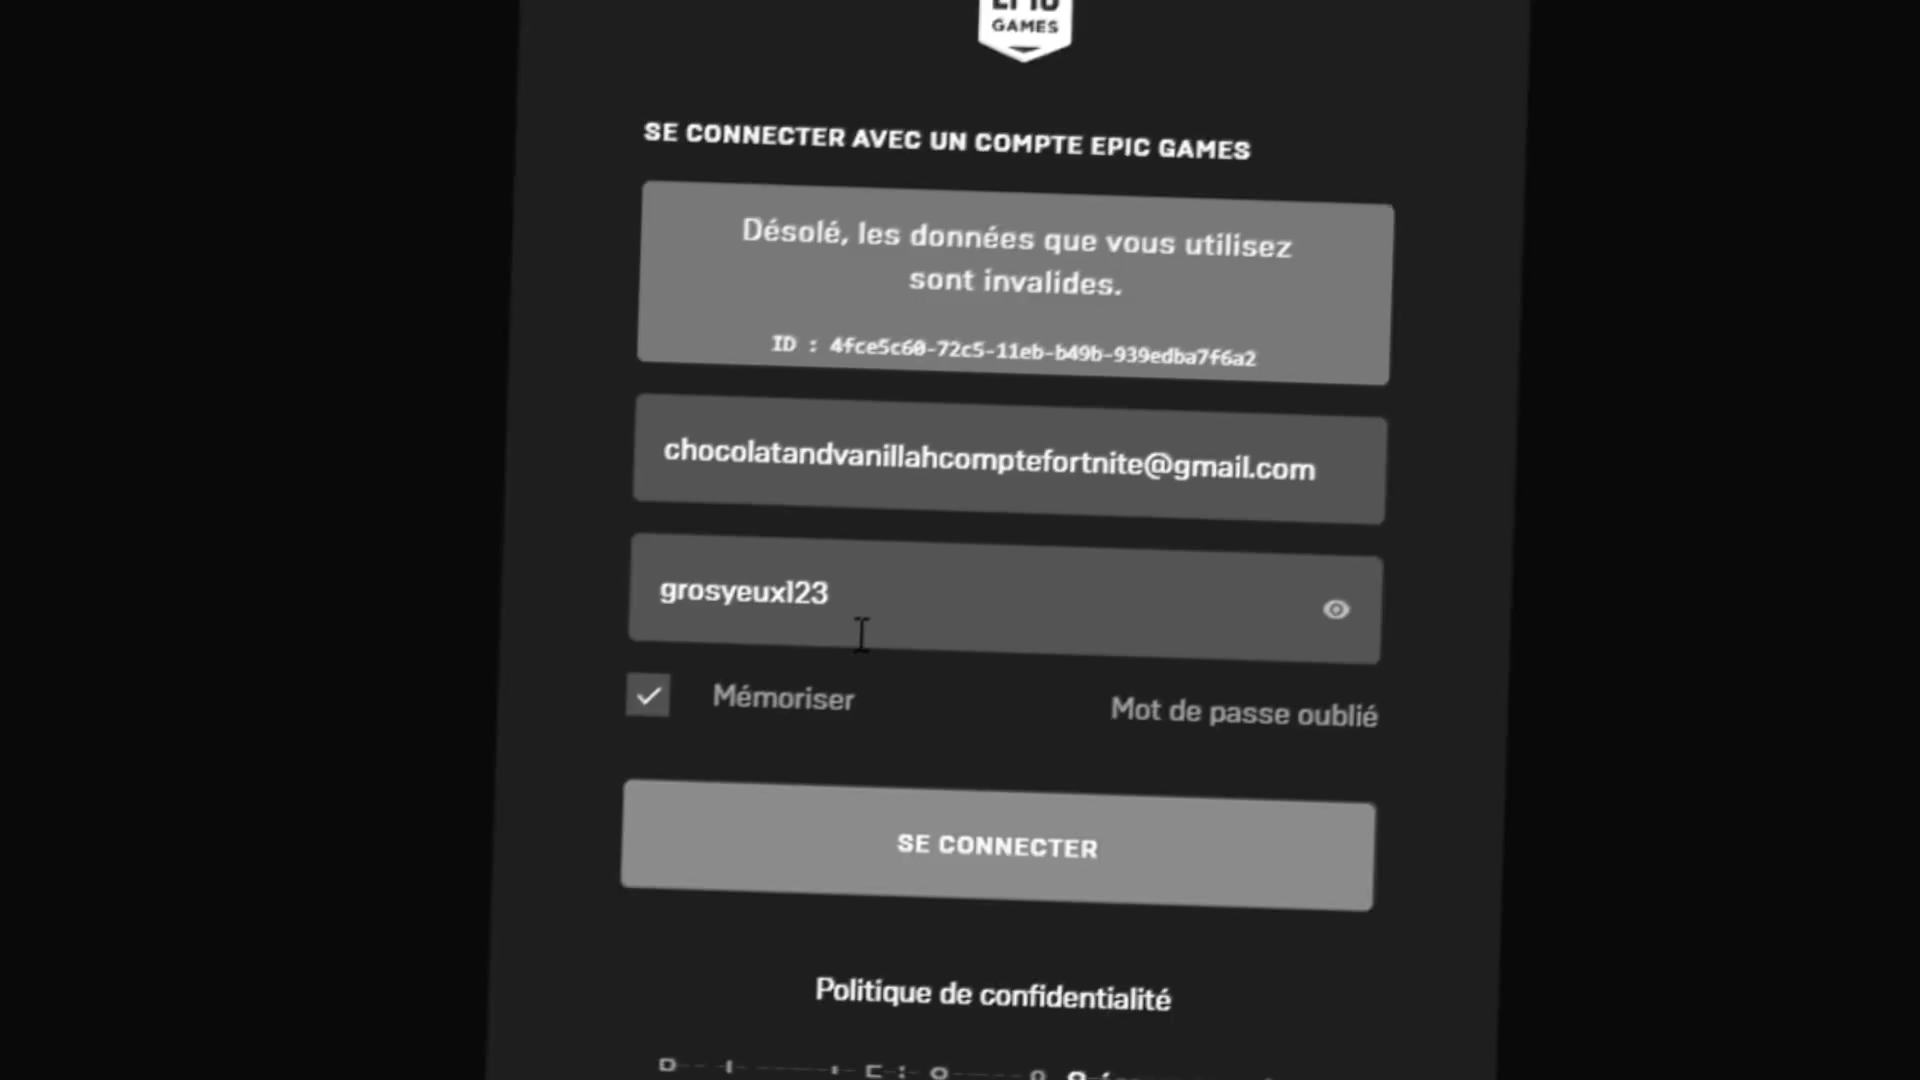 GAMES
SE CONNECTER AVEC UN COMPTE EPIC GAMES
Désolé, les données que vous utilisez
sont invalides.
ID : 4fce5c60-72c5-11eb-b49b-939edba7f6a2
chocolatandvanillahcomptefortnite@gmail.com
grosyeux123
Mémoriser
Mot de passe oublié
SE CONNECTER
Politique de confidentialité